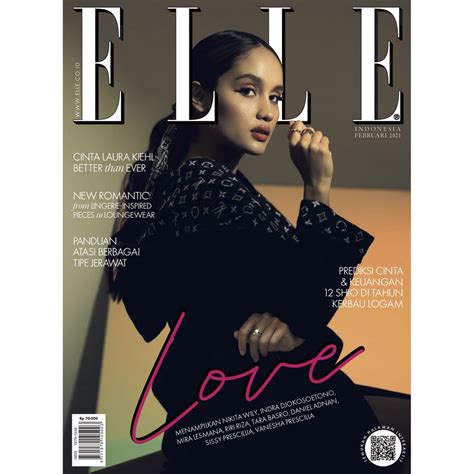 ELLE
WWW.ELLE.CO.ID
INDONESIA
FEBRUARI 2021
CINTA LAURA KIEHL
BETTER than EVER
NEW ROMANTIC
from LINGERIE-INSPIRED
PIECES to LOUNGEWEAR
PANDUAN
ATASI BERBAGAI
TIPE JERAWAT
PREDIKSI CINTA
& KEUANGAN
12 SHIO DI TAHUN
KERBAU LOGAM
Love
MENAMPILKAN NIKITA WILY, INDRA DJOKOSOETONO,
MIRA LESMANA, RIRI RIZA, TARA BASRO, DANIEL ADNAN,
SISSY PRESCILLIA, VANESHA PRESCILLA
Rp 70.000